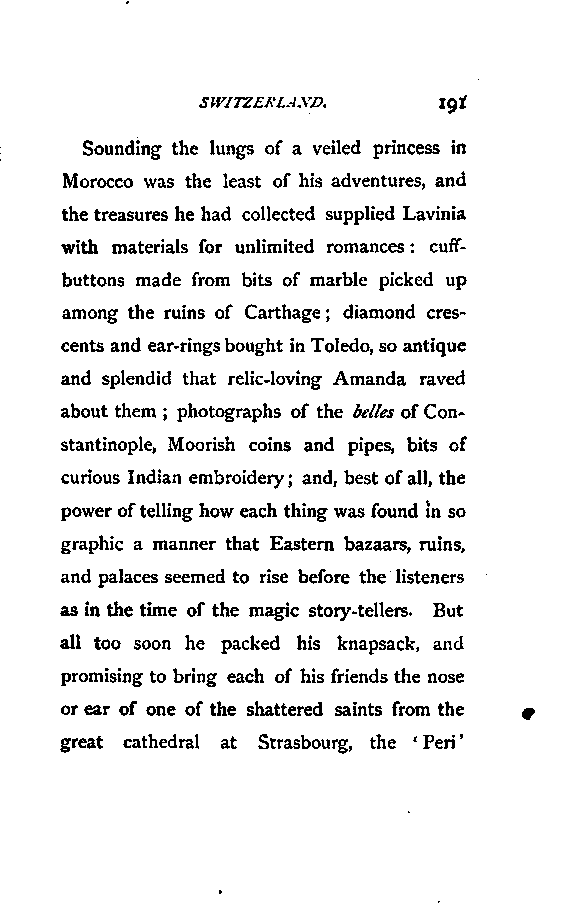 SWITZERLAND. 191
Sounding the lungs of a veiled princess in
Morocco was the least of his adventures, and
the treasures he had collected supplied Lavinia
with materials for unlimited romances: cuff-
buttons made from bits of marble picked up
among the ruins of Carthage; diamond cres-
cents and ear-rings bought in Toledo, so antique
and splendid that relic-loving Amanda raved
about them; photographs of the belles of Con-
stantinople, Moorish coins and pipes, bits of
curious Indian embroidery; and, best of all, the
power of telling how each thing was found in so
graphic a manner that Eastern bazaars, ruins,
and palaces seemed to rise before the listeners
as in the time of the magic story-tellers. But
all too soon he packed his knapsack, and
promising to bring each of his friends the nose
or ear of one of the shattered saints from the
great cathedral at Strasbourg, the ‘Peri’